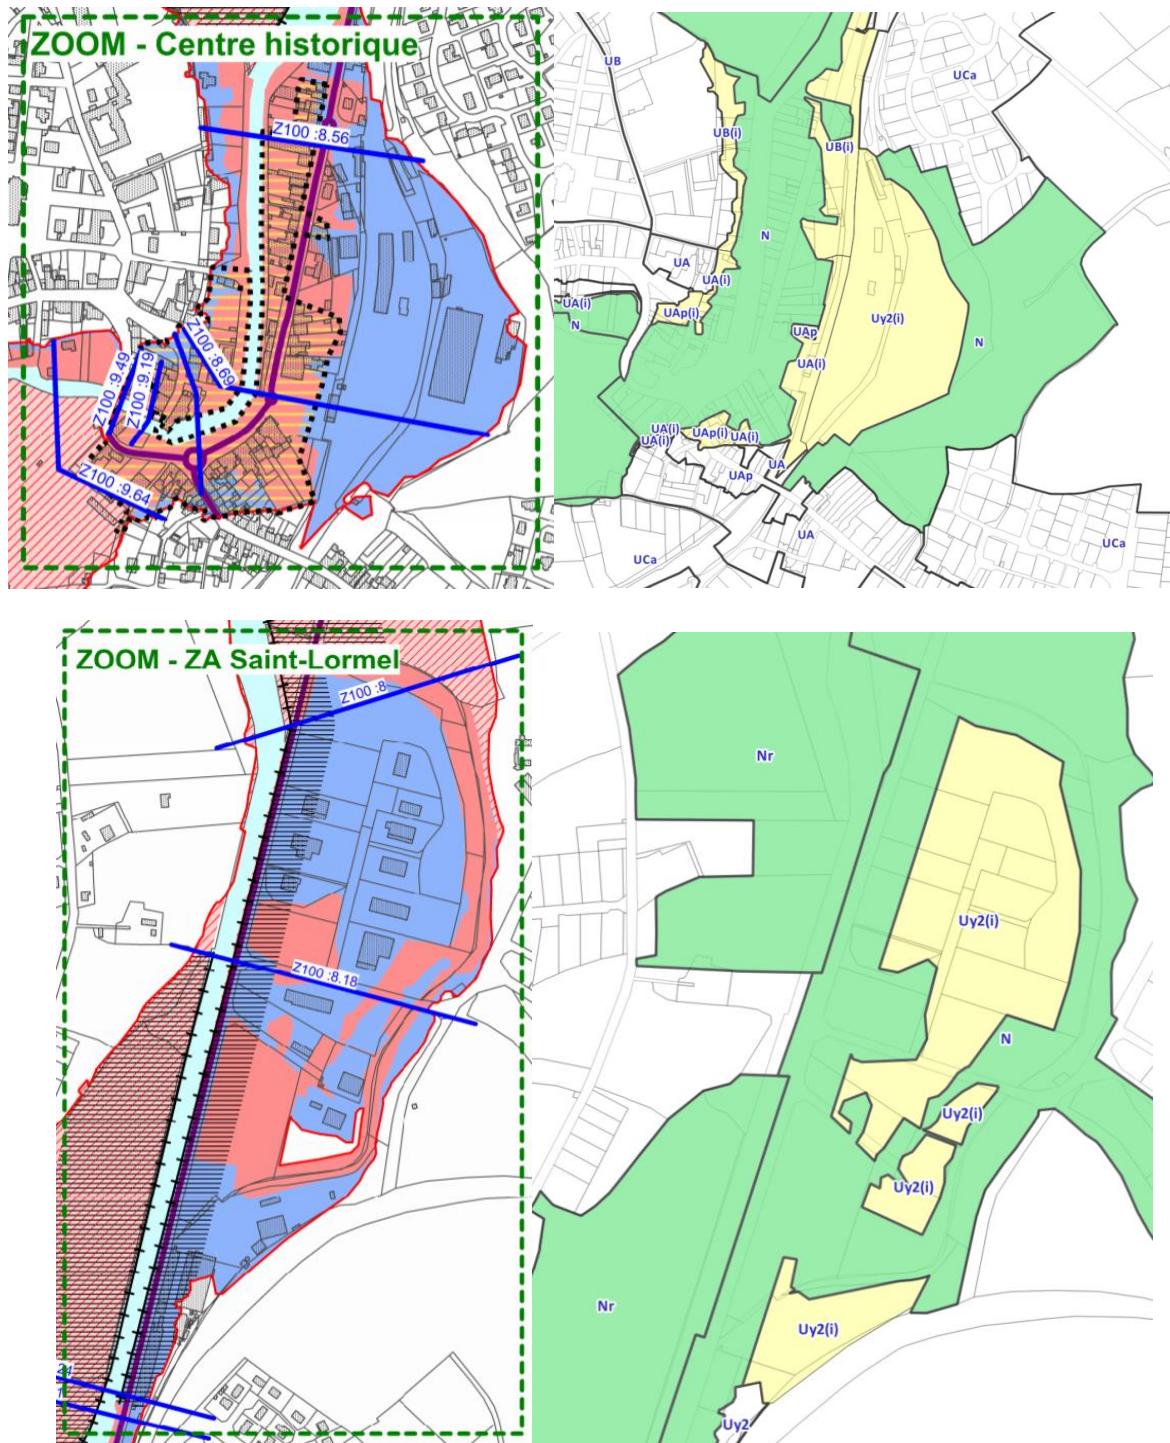 ZOOM - Centre historique
Z100 :8.56
Z100 :8.69
Z100 :9.49
Z100 :9.19
Z100 :9.64
UB
UCa
UB(i)
UB(i)
N
UA
UA(i)
UA(i)
N
UAp(i)
UAp
Uy2(i)
N
UA(i)
UA(i)
UA(i)
UAp(i)
UA(i)
UA
UAp
UCa
UA
UCa
ZOOM - ZA Saint-Lormel
Z100 :8
Z100 :8.18
24
1
Nr
Uy2(i)
N
Uy2(i)
Uy2(i)
Nr
Uy2(i)
Uy2